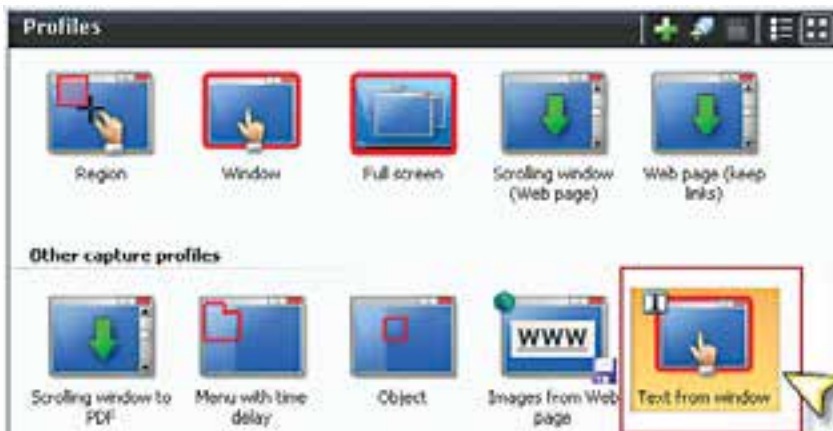 Profiles
Region
Window
Full screen
Scrolling window
(Web page)
Web page (keep
links)
Other capture profiles
Scrolling window to
PDF
Menu with time
delay
Object
WWW
Images from Web
page
Text from window